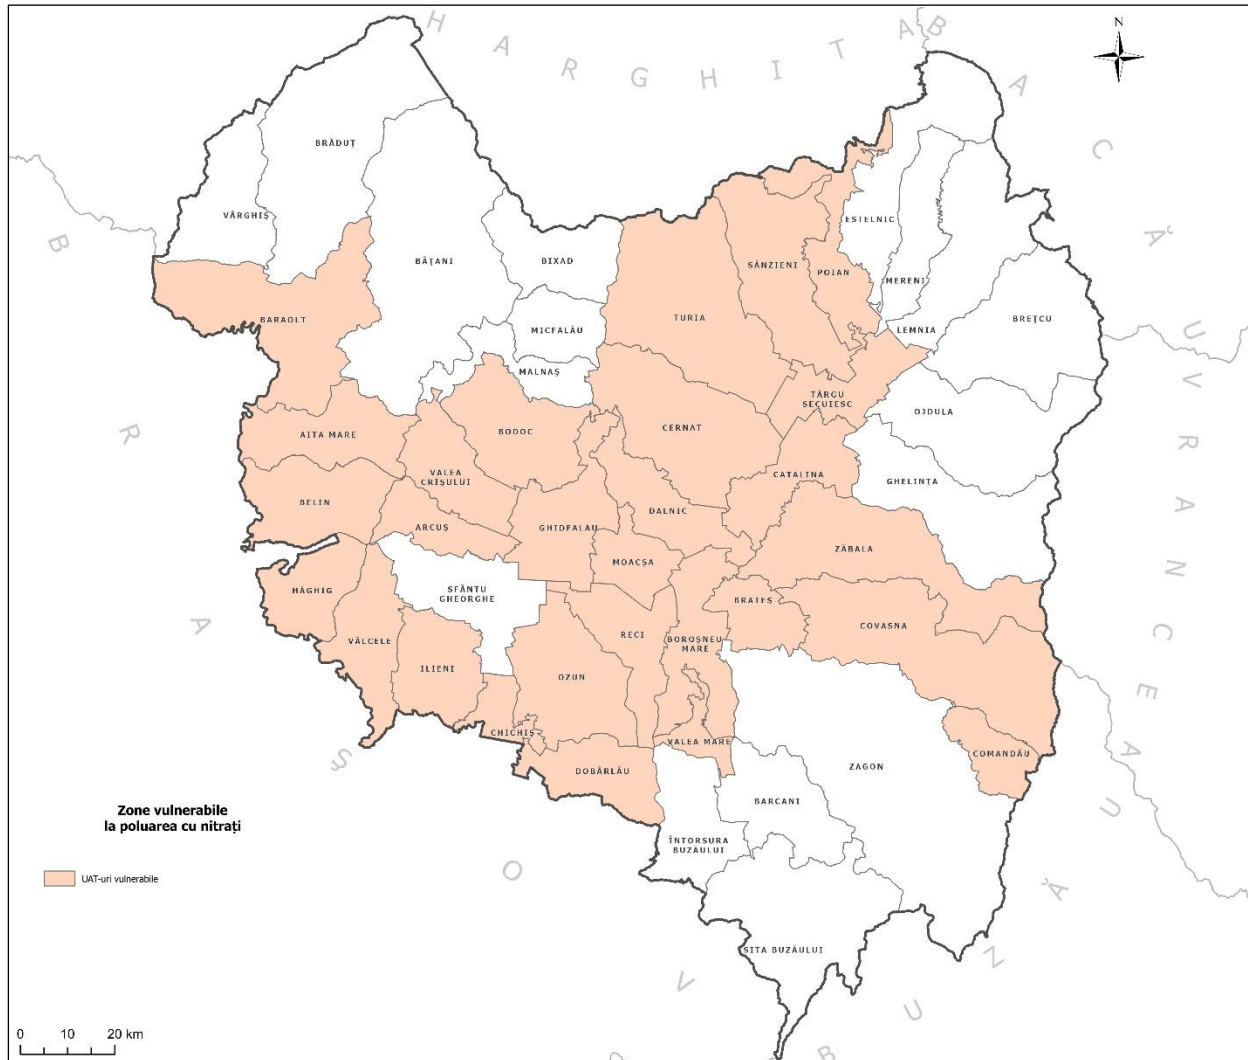 HARGHITA
BACĂU
N
BRĂDUȚ
VÂRGHIȘ
ESTELNIC
BĂȚANI
BIXAD
SÂNZIENI
POIAN
MERENI
BARAOLT
TURIA
BREȚCU
MICFALĂU
LEMNIA
MALNAȘ
TÂRGU
SECUIESC
OJDULA
AITA MARE
BODOC
CERNAT
VALEA
CRIȘULUI
CATALINA
GHELINȚA
BELIN
DALNIC
ARCUȘ
GHIDFALĂU
ZĂBALA
MOACȘA
HĂGHIG
SFÂNTU
GHEORGHE
BRATEȘ
COVASNA
VÂLCELE
RECI
BOROȘNEU
MARE
ILIENI
OZUN
CHICHIȘ
VALEA MARE
COMANDĂU
DOBÂRLĂU
ZAGON
BARCANI
ÎNTORSURA
BUZĂULUI
SITA BUZĂULUI
VRANCEA
BUZĂU
BRAȘOV
Zone vulnerabile
la poluarea cu nitrați
UAT-uri vulnerabile
0 10 20 km